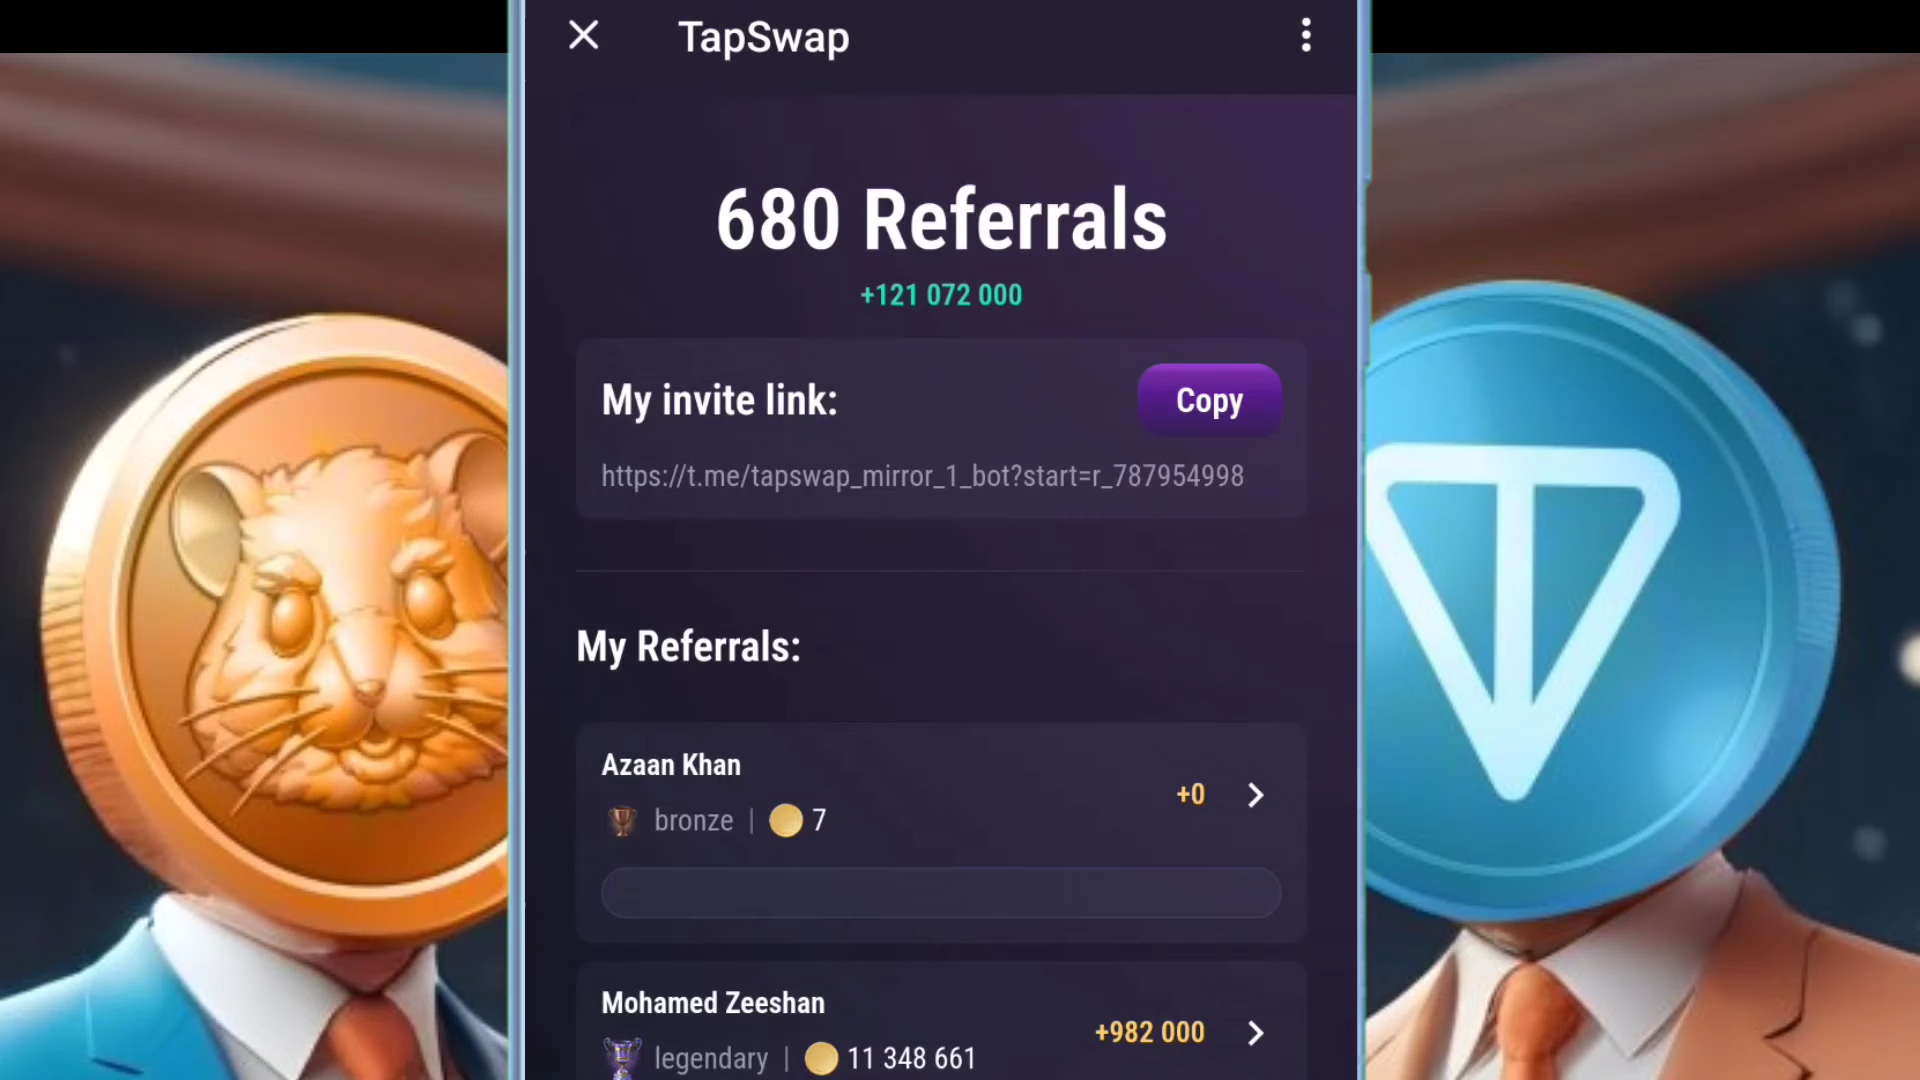 TapSwap
680 Referrals
+121 072 000
My invite link:
Copy
https://t.me/tapswap_mirror_1_bot?start=r_787954998
My Referrals:
Azaan Khan
bronze | 7
+0
Mohamed Zeeshan
legendary | 11 348 661
+982 000